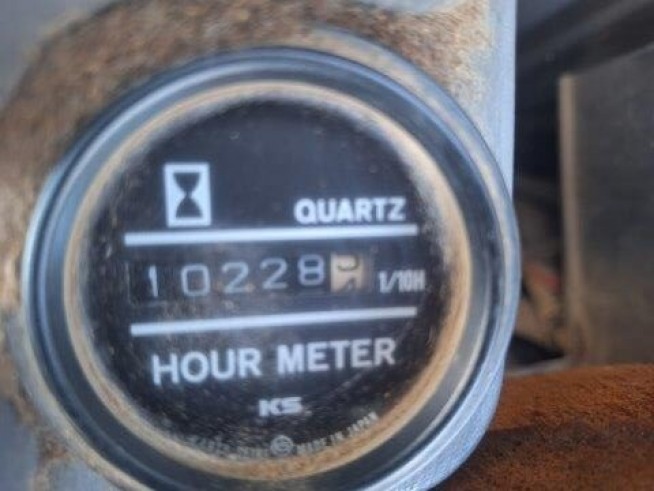 QUARTZ
10228 1/10H
HOUR METER
KS
MADE IN JAPAN